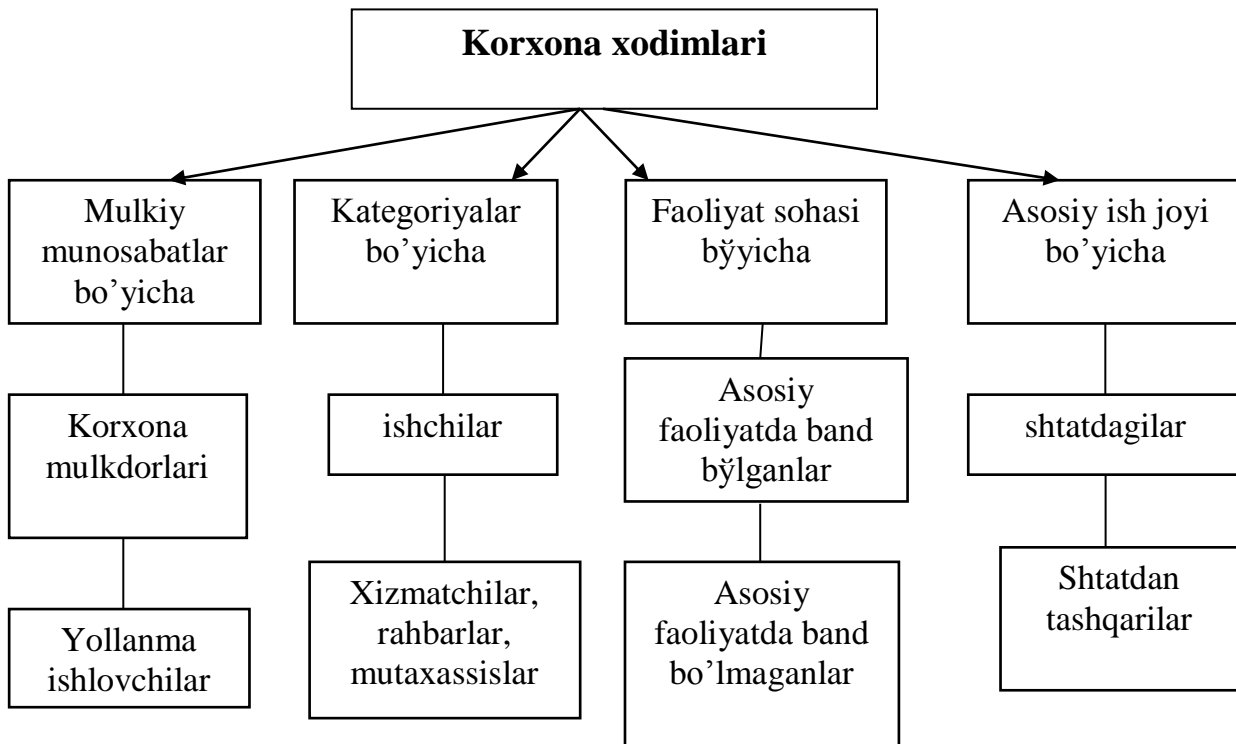 Korxona xodimlari
Mulkiy
munosabatlar
bo’yicha
Kategoriyalar
bo’yicha
Faoliyat sohasi
bўyicha
Asosiy ish joyi
bo’yicha
Korxona
mulkdorlari
ishchilar
Asosiy
faoliyatda band
bўlganlar
shtatdagilar
Yollanma
ishlovchilar
Xizmatchilar,
rahbarlar,
mutaxassislar
Asosiy
faoliyatda band
bo’lmaganlar
Shtatdan
tashqarilar